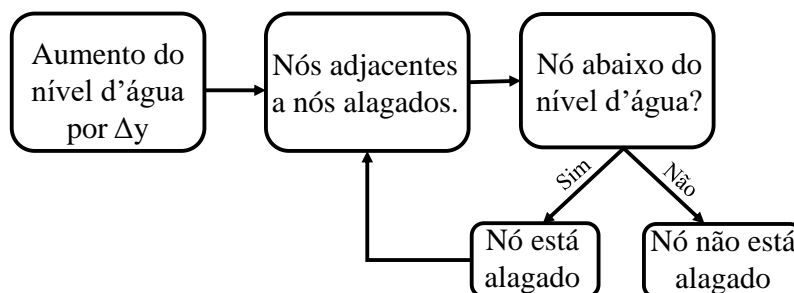 Aumento do
nível d’água
por Δy
Nós adjacentes
a nós alagados.
Nó abaixo do
nível d’água?
Sim
Não
Nó está
alagado
Nó não está
alagado